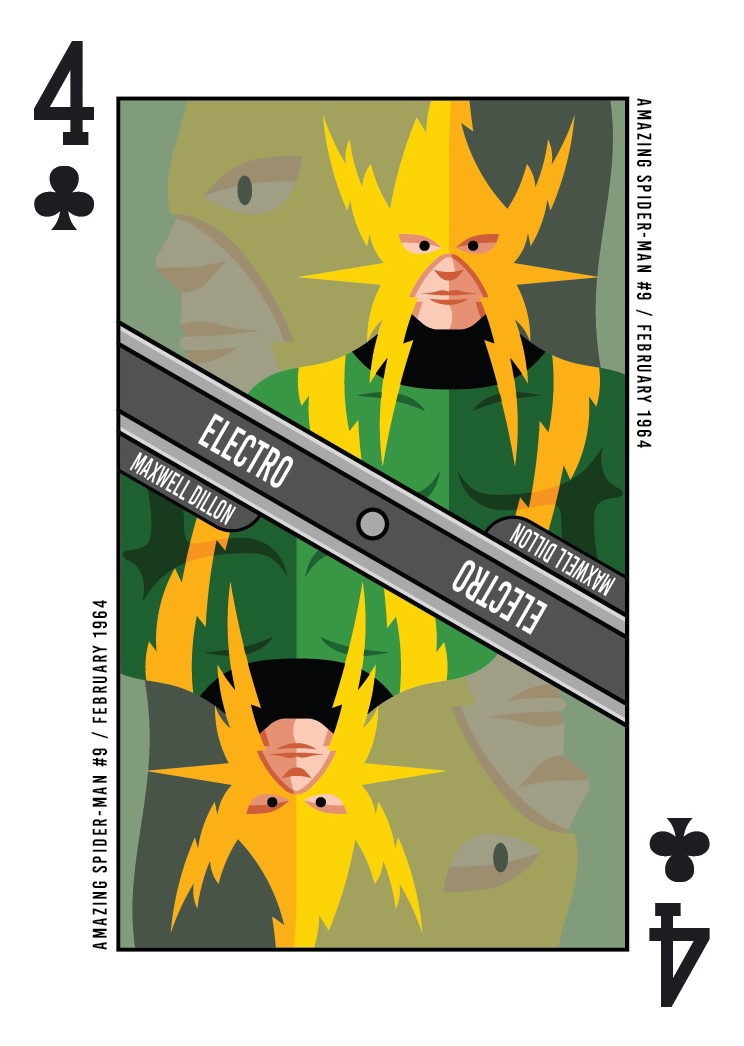 4
AMAZING SPIDER-MAN #9 / FEBRUARY 1964
ELECTRO
MAXWELL DILLON
MAXWELL DILLON
ELECTRO
AMAZING SPIDER-MAN #9 / FEBRUARY 1964
4